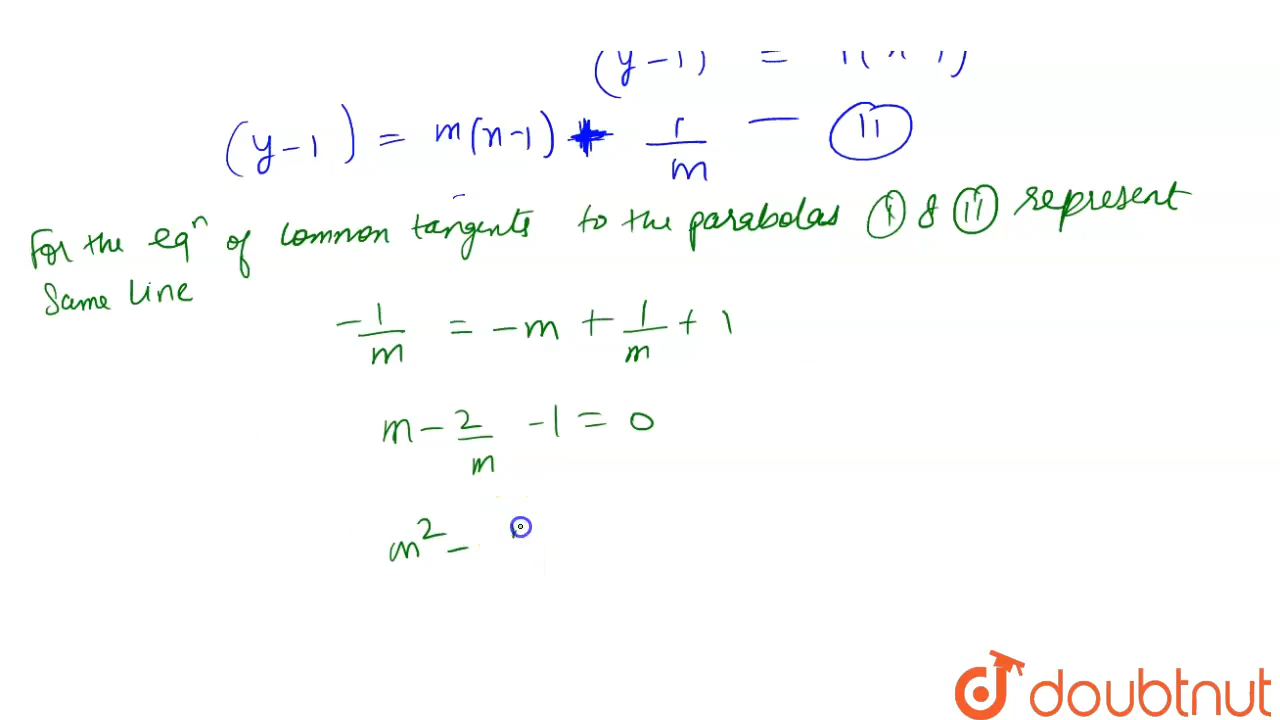 (y-1) =
(y-1) = m(x-1) + 1/m — (II)
For the eqⁿ of common tangents to the parabolas (I) & (II) represent
Same line
-1/m = -m + 1/m + 1
m - 2/m - 1 = 0
m² -
doubtnut